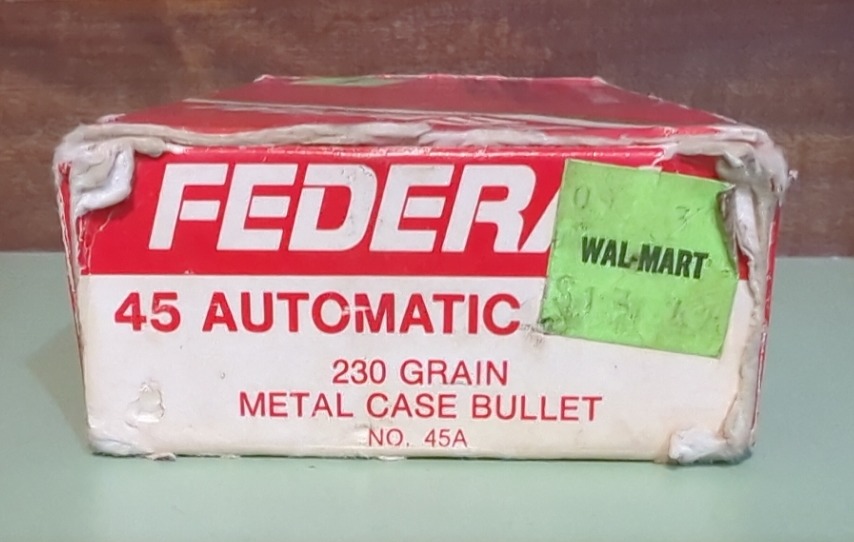 FEDERA
WAL-MART
45 AUTOMATIC
230 GRAIN
METAL CASE BULLET
NO. 45A